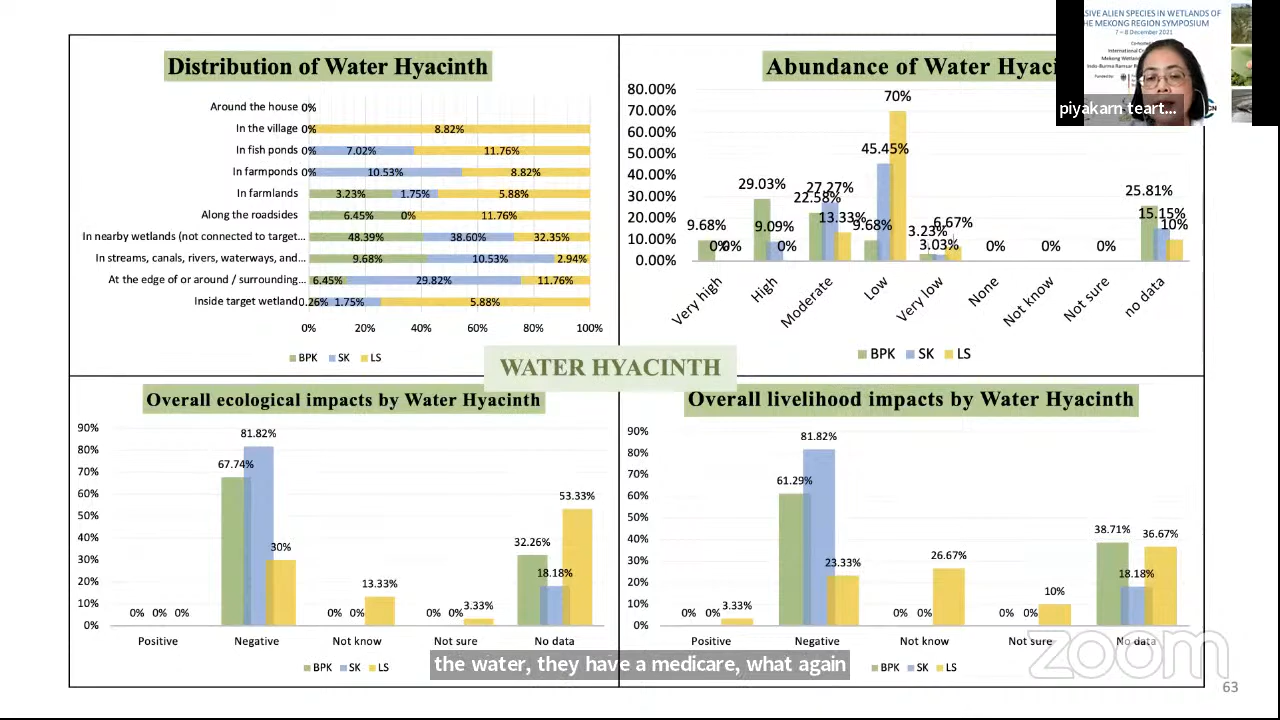 SIVE ALIEN SPECIES IN WETLANDS OF
HE MEKONG REGION SYMPOSIUM
7 – 8 December 2021
piyakarn teart...
Distribution of Water Hyacinth
Around the house 0%
In the village 0% 8.82%
In fish ponds 0% 7.02% 11.76%
In farmponds 0% 10.53% 8.82%
In farmlands 3.23% 1.75% 5.88%
Along the roadsides 6.45% 0% 11.76%
In nearby wetlands (not connected to target... 48.39% 38.60% 32.35%
In streams, canals, rivers, waterways, and... 9.68% 10.53% 2.94%
At the edge of or around / surrounding... 6.45% 29.82% 11.76%
Inside target wetland 0.26% 1.75% 5.88%
0% 20% 40% 60% 80% 100%
BPK SK LS
Abundance of Water Hyaci
80.00%
70.00%
60.00%
50.00%
40.00%
30.00%
20.00%
10.00%
0.00%
9.68% 0% 0%
29.03% 9.09% 0%
22.58% 27.27% 13.33%
9.68% 45.45% 70%
3.23% 3.03% 6.67%
0%
0%
0%
25.81% 15.15% 10%
Very high High Moderate Low Very low None Not know Not sure no data
BPK SK LS
WATER HYACINTH
Overall ecological impacts by Water Hyacinth
90%
80%
70%
60%
50%
40%
30%
20%
10%
0%
0% 0% 0%
67.74% 81.82% 30%
0% 0% 13.33%
0% 0% 3.33%
32.26% 18.18% 53.33%
Positive Negative Not know Not sure No data
BPK SK LS
Overall livelihood impacts by Water Hyacinth
90%
80%
70%
60%
50%
40%
30%
20%
10%
0%
0% 0% 3.33%
61.29% 81.82% 23.33%
0% 0% 26.67%
0% 0% 10%
38.71% 18.18% 36.67%
Positive Negative Not know Not sure No data
BPK SK LS
the water, they have a medicare, what again
zoom
63